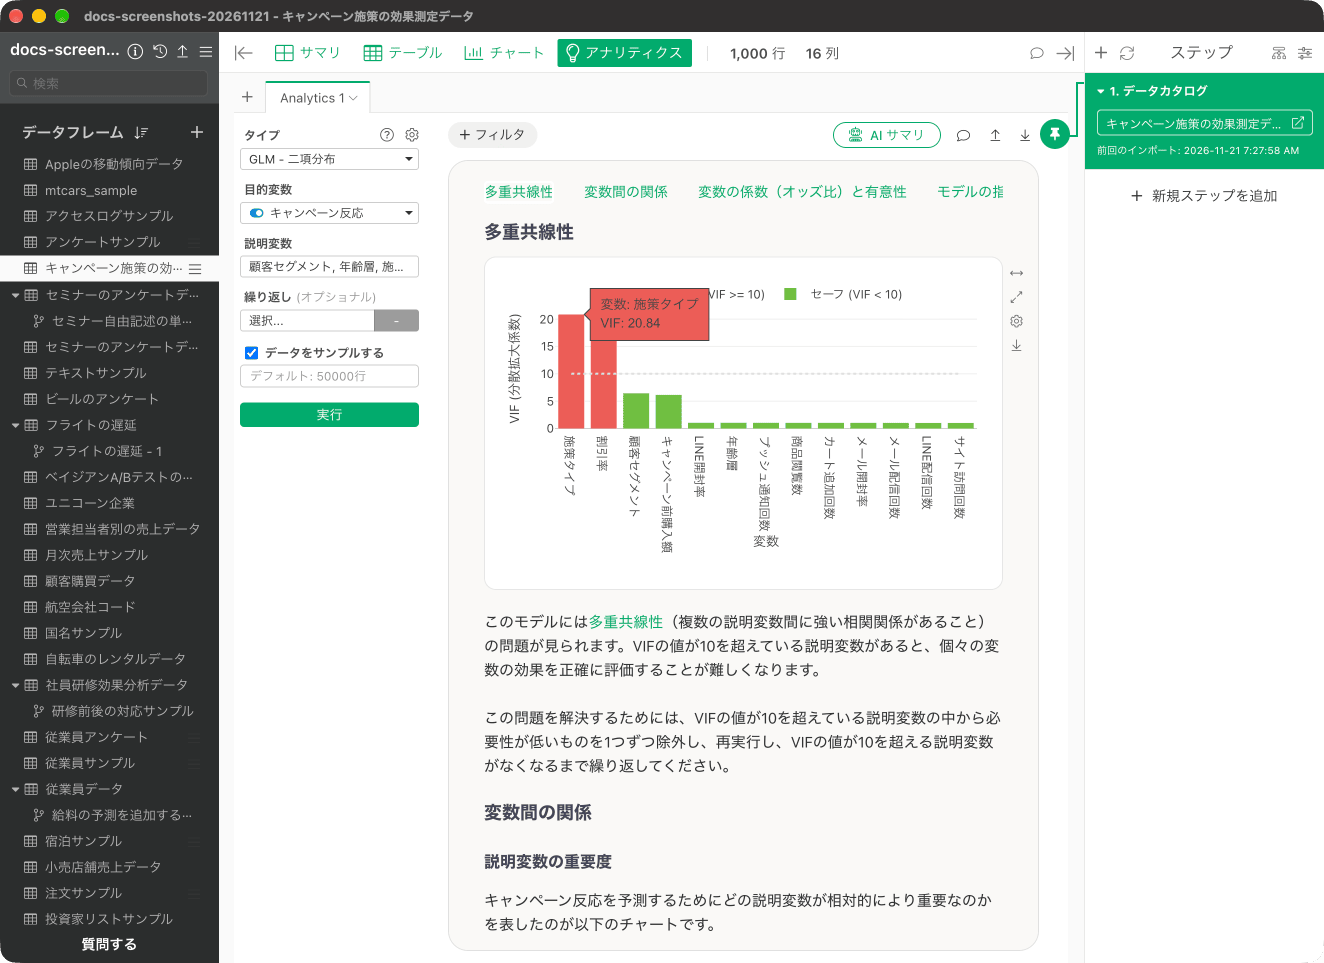 docs-screenshots-20261121 - キャンペーン施策の効果測定データ
docs-screen...
検索
データフレーム
Appleの移動傾向データ
mtcars_sample
アクセスログサンプル
アンケートサンプル
キャンペーン施策の効…
セミナーのアンケートデ…
セミナー自由記述の単…
セミナーのアンケートデ…
テキストサンプル
ビールのアンケート
フライトの遅延
フライトの遅延 - 1
ベイジアンA/Bテストの…
ユニコーン企業
営業担当者別の売上データ
月次売上サンプル
顧客購買データ
航空会社コード
国名サンプル
自転車のレンタルデータ
社員研修効果分析データ
研修前後の対応サンプル
従業員アンケート
従業員サンプル
従業員データ
給料の予測を追加する…
宿泊サンプル
小売店舗売上データ
注文サンプル
投資家リストサンプル
質問する
サマリ
テーブル
チャート
アナリティクス
1,000 行
16 列
Analytics 1
タイプ
GLM - 二項分布
目的変数
キャンペーン反応
説明変数
顧客セグメント, 年齢層, 施...
繰り返し (オプショナル)
選択...
-
データをサンプルする
デフォルト: 50000行
実行
+ フィルタ
AI サマリ
多重共線性
変数間の関係
変数の係数（オッズ比）と有意性
モデルの指
多重共線性
VIF >= 10)
セーフ (VIF < 10)
変数: 施策タイプ
VIF: 20.84
VIF (分散拡大係数)
20
15
10
5
0
施策タイプ
割引率
顧客セグメント
キャンペーン前購入額
LINE開封率
年齢層
プッシュ通知回数
商品閲覧数
カート追加回数
メール開封率
メール配信回数
LINE配信回数
サイト訪問回数
変数
このモデルには多重共線性（複数の説明変数間に強い相関関係があること）
の問題が見られます。VIFの値が10を超えている説明変数があると、個々の変
数の効果を正確に評価することが難しくなります。
この問題を解決するためには、VIFの値が10を超えている説明変数の中から必
要性が低いものを1つずつ除外し、再実行し、VIFの値が10を超える説明変数
がなくなるまで繰り返してください。
変数間の関係
説明変数の重要度
キャンペーン反応を予測するためにどの説明変数が相対的により重要なのか
を表したのが以下のチャートです。
ステップ
1. データカタログ
キャンペーン施策の効果測定デ...
前回のインポート: 2026-11-21 7:27:58 AM
+ 新規ステップを追加